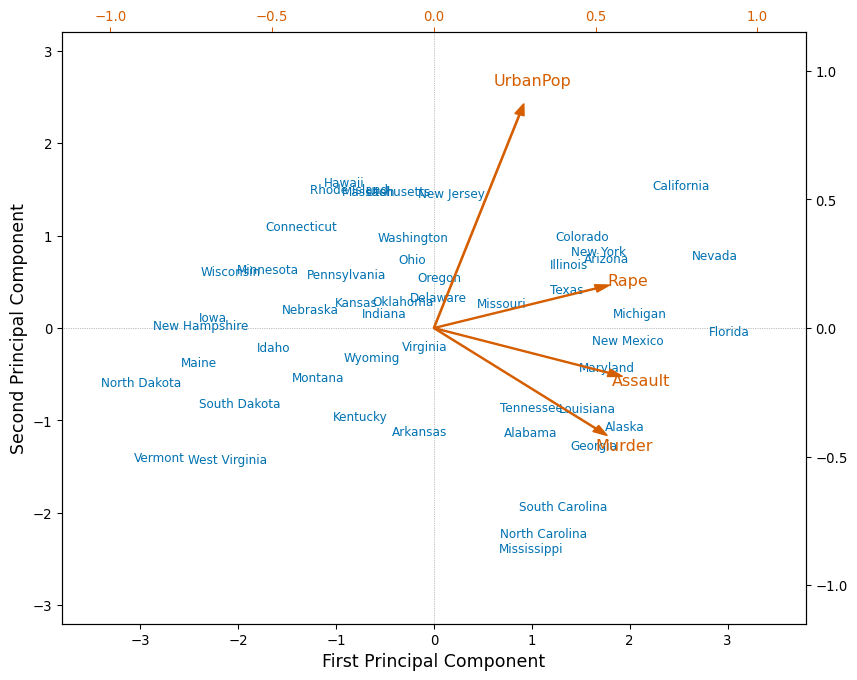 −1.0 −0.5 0.0 0.5 1.0
3
1.0
UrbanPop
2
Hawaii
California
Rhode Island
Massachusetts
Utah
New Jersey
0.5
Connecticut
1
Washington
Colorado
New York
Nevada
Ohio
Arizona
Illinois
Wisconsin
Minnesota
Pennsylvania
Oregon
Rape
Texas
Delaware
Kansas
Oklahoma
Missouri
Nebraska
Indiana
Michigan
Iowa
New Hampshire
0
0.0
Florida
New Mexico
Idaho
Virginia
Wyoming
Maine
Maryland
Montana
Assault
North Dakota
South Dakota
Tennessee
Louisiana
Kentucky
−1
Alaska
Arkansas
Alabama
Georgia
Murder
Vermont
West Virginia
−0.5
South Carolina
−2
North Carolina
Mississippi
−1.0
−3
−3 −2 −1 0 1 2 3
First Principal Component
Second Principal Component